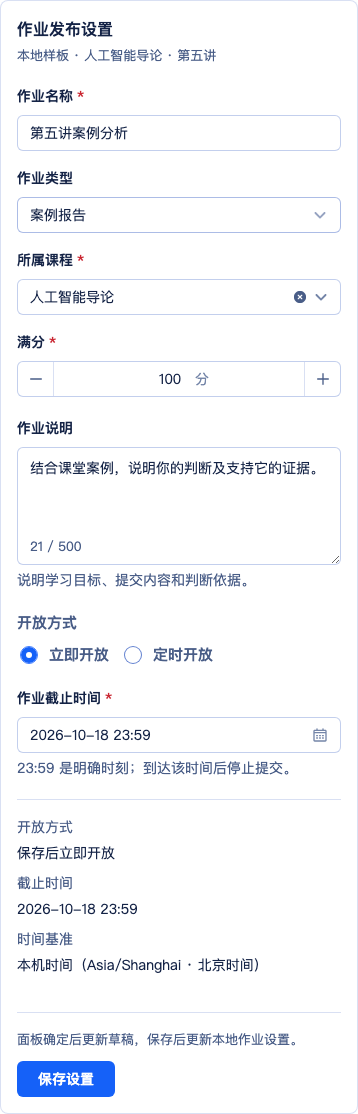 作业发布设置
本地样板 · 人工智能导论 · 第五讲
作业名称 *
第五讲案例分析
作业类型
案例报告
所属课程 *
人工智能导论
满分 *
100 分
作业说明
结合课堂案例，说明你的判断及支持它的证据。
21 / 500
说明学习目标、提交内容和判断依据。
开放方式
立即开放 定时开放
作业截止时间 *
2026-10-18 23:59
23:59 是明确时刻；到达该时间后停止提交。
开放方式
保存后立即开放
截止时间
2026-10-18 23:59
时间基准
本机时间（Asia/Shanghai · 北京时间）
面板确定后更新草稿，保存后更新本地作业设置。
保存设置